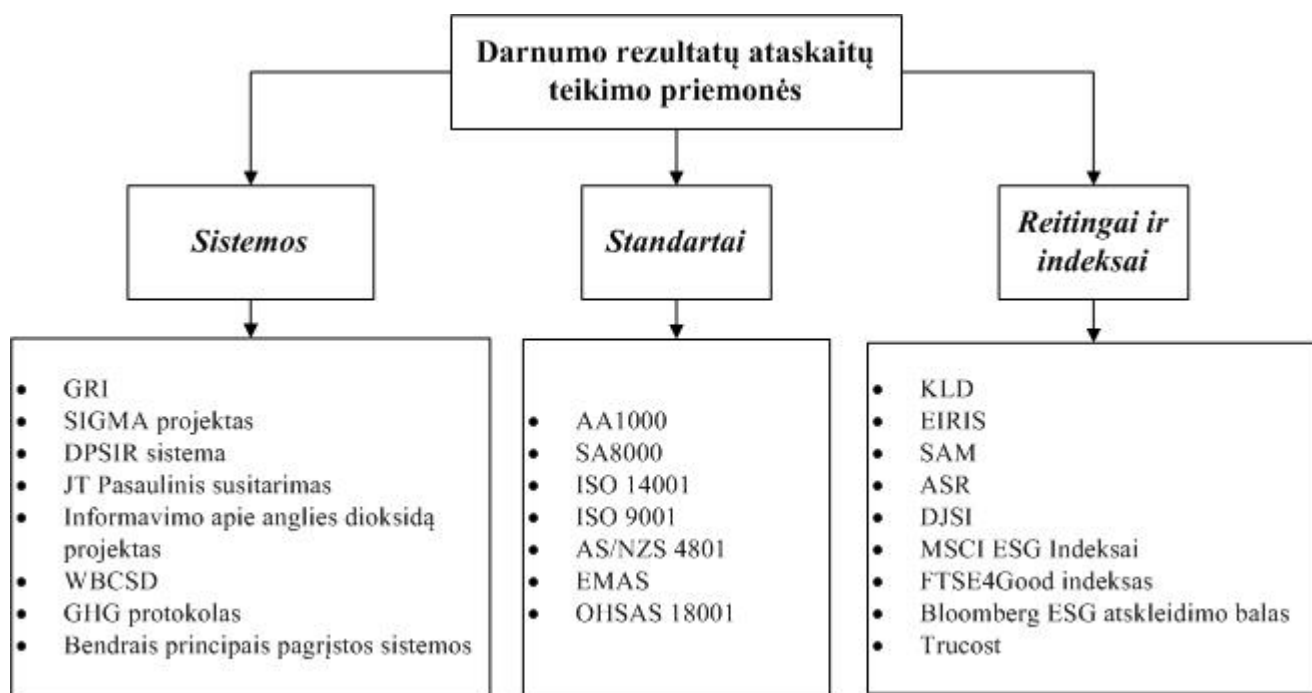 Darnumo rezultatų ataskaitų
teikimo priemonės
Sistemos
Standartai
Reitingai ir
indeksai
• GRI
• SIGMA projektas
• DPSIR sistema
• JT Pasaulinis susitarimas
• Informavimo apie anglies dioksidą
projektas
• WBCSD
• GHG protokolas
• Bendrais principais pagrįstos sistemos
• AA1000
• SA8000
• ISO 14001
• ISO 9001
• AS/NZS 4801
• EMAS
• OHSAS 18001
• KLD
• EIRIS
• SAM
• ASR
• DJSI
• MSCI ESG Indeksai
• FTSE4Good indeksas
• Bloomberg ESG atskleidimo balas
• Trucost